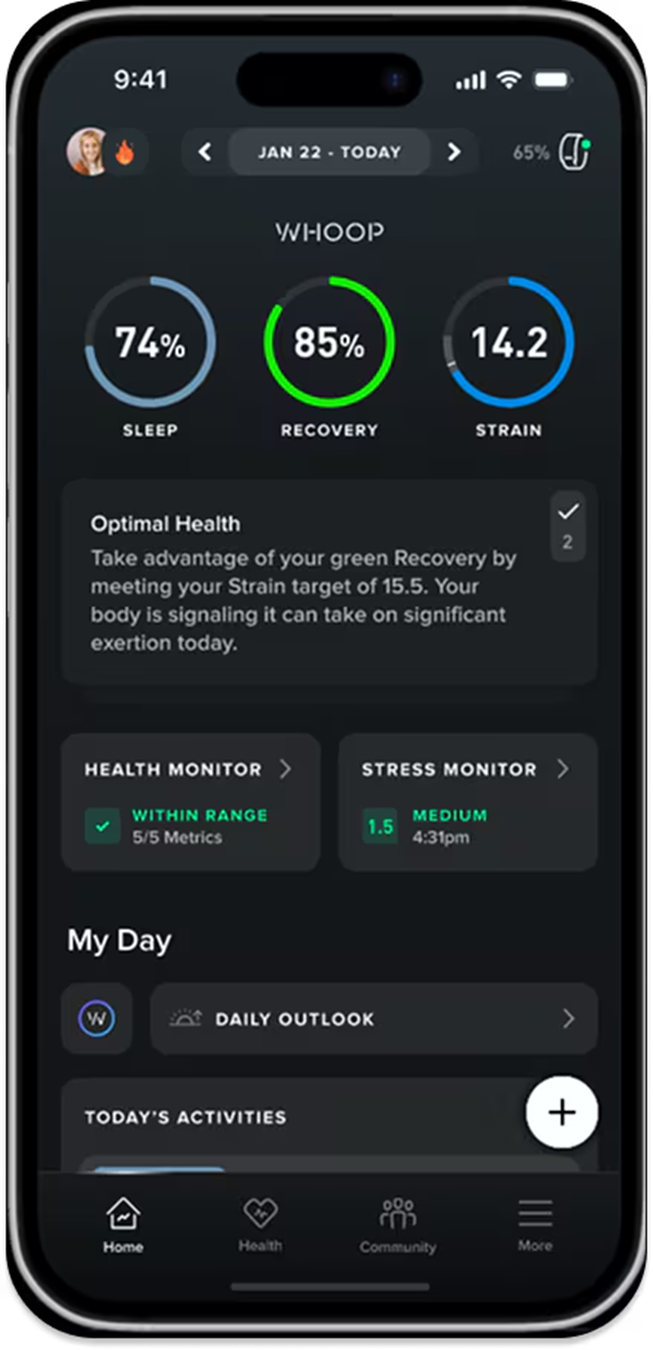 9:41
JAN 22 - TODAY
65%
WHOOP
74%
85%
14.2
SLEEP
RECOVERY
STRAIN
Optimal Health
Take advantage of your green Recovery by
meeting your Strain target of 15.5. Your
body is signaling it can take on significant
exertion today.
2
HEALTH MONITOR
WITHIN RANGE
5/5 Metrics
STRESS MONITOR
1.5
MEDIUM
4:31pm
My Day
W
DAILY OUTLOOK
TODAY'S ACTIVITIES
+
Home
Health
Community
More